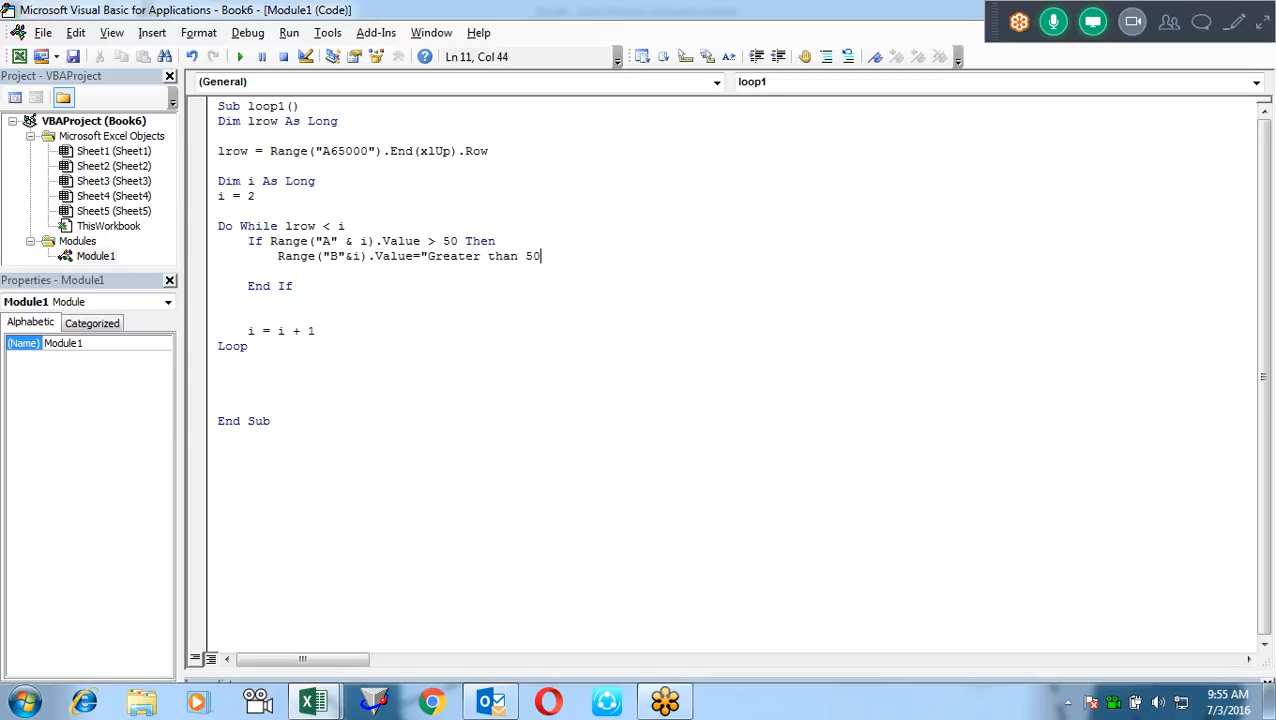 Microsoft Visual Basic for Applications - Book6 - [Module1 (Code)]
File Edit View Insert Format Debug Run Tools Add-Ins Window Help
Ln 11, Col 44
Project - VBAProject
(General)
loop1
VBAProject (Book6)
Microsoft Excel Objects
Sheet1 (Sheet1)
Sheet2 (Sheet2)
Sheet3 (Sheet3)
Sheet4 (Sheet4)
Sheet5 (Sheet5)
ThisWorkbook
Modules
Module1
Properties - Module1
Module1 Module
Alphabetic Categorized
(Name) Module1
Sub loop1()
Dim lrow As Long
lrow = Range("A65000").End(xlUp).Row
Dim i As Long
i = 2
Do While lrow < i
If Range("A" & i).Value > 50 Then
Range("B"&i).Value="Greater than 50
End If
i = i + 1
Loop
End Sub
9:55 AM
7/3/2016